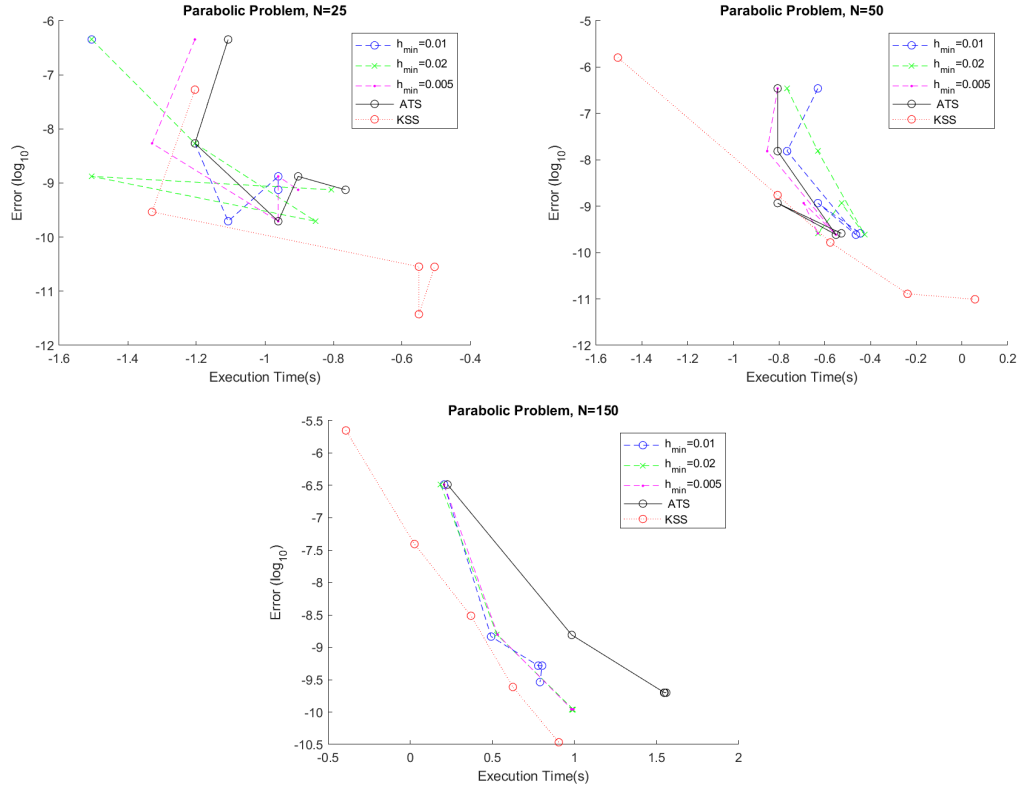 Parabolic Problem, N=25
-6
-7
-8
-9
-10
-11
-12
Error (log10)
-1.6 -1.4 -1.2 -1 -0.8 -0.6 -0.4
Execution Time(s)
hmin=0.01
hmin=0.02
hmin=0.005
ATS
KSS
Parabolic Problem, N=50
-5
-6
-7
-8
-9
-10
-11
-12
Error (log10)
-1.6 -1.4 -1.2 -1 -0.8 -0.6 -0.4 -0.2 0 0.2
Execution Time(s)
hmin=0.01
hmin=0.02
hmin=0.005
ATS
KSS
Parabolic Problem, N=150
-5.5
-6
-6.5
-7
-7.5
-8
-8.5
-9
-9.5
-10
-10.5
Error (log10)
-0.5 0 0.5 1 1.5 2
Execution Time(s)
hmin=0.01
hmin=0.02
hmin=0.005
ATS
KSS